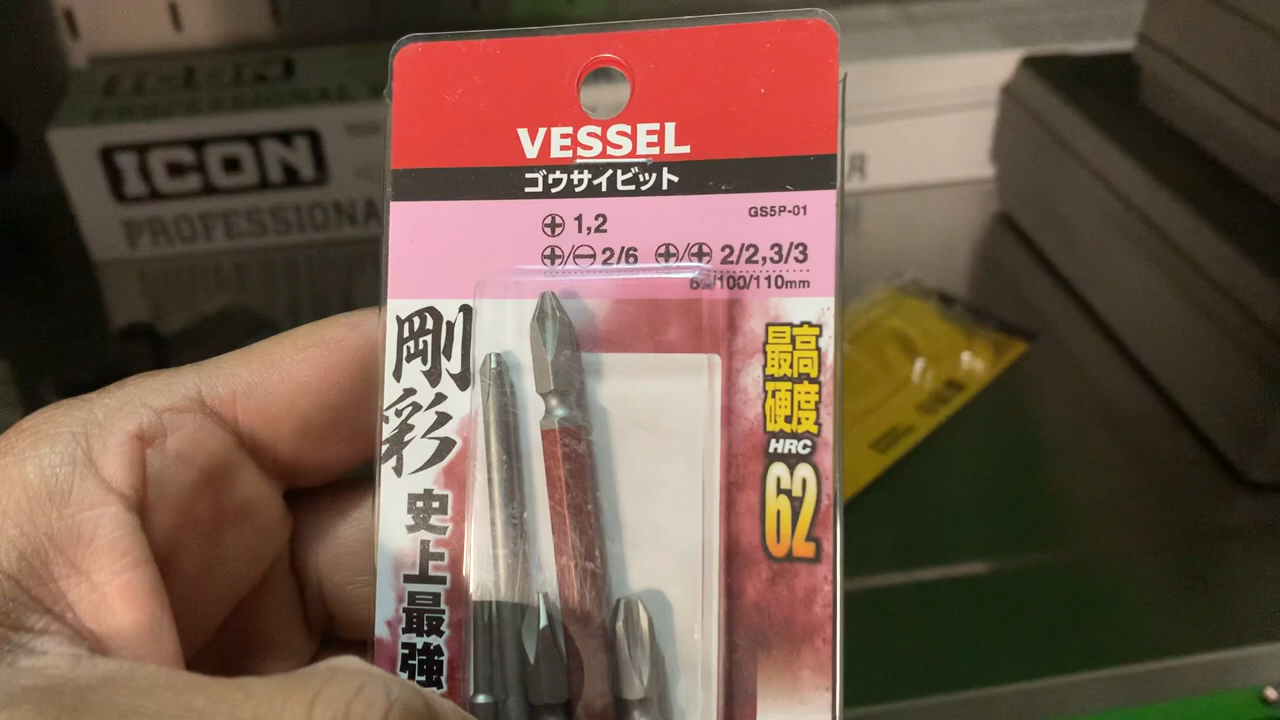 VESSEL
ゴウサイビット
GS5P-01
1,2
2/6 2/2,3/3
/100/110mm
剛彩
史上最強
最高
硬度
HRC
62
ICON
PROFESSIONA